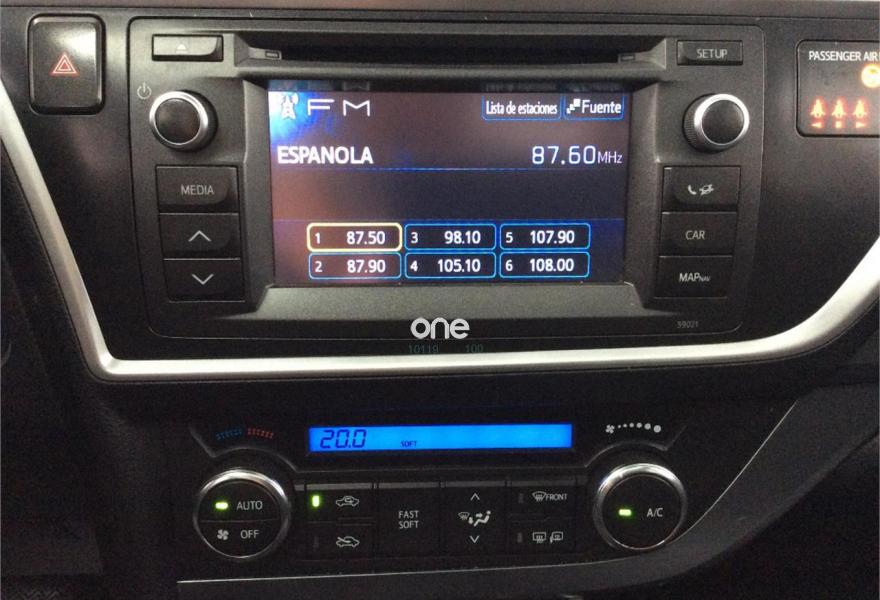 SETUP
PASSENGER AIR
FM
Lista de estaciones
Fuente
ESPANOLA
87.60MHz
MEDIA
CAR
MAPNAV
1 87.50
3 98.10
5 107.90
2 87.90
4 105.10
6 108.00
59021
one
10119 100
20.0
SOFT
AUTO
OFF
FAST
SOFT
FRONT
A/C